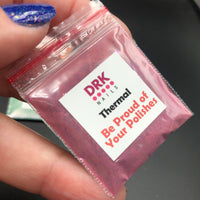 DRK
NAILS
Thermal
Be Proud of
Your Polishes